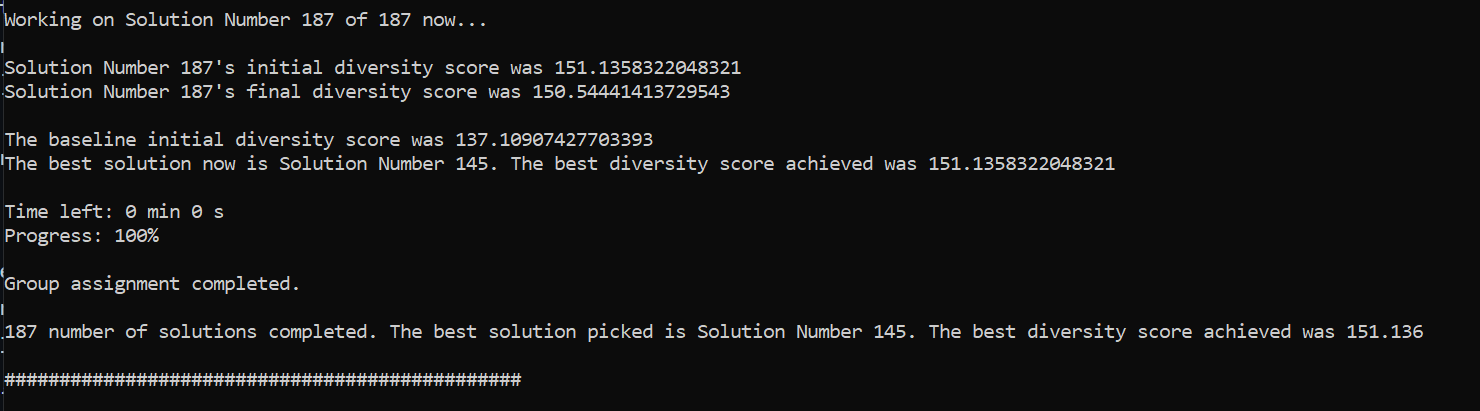 Working on Solution Number 187 of 187 now...
Solution Number 187's initial diversity score was 151.1358322048321
Solution Number 187's final diversity score was 150.54441413729543
The baseline initial diversity score was 137.10907427703393
The best solution now is Solution Number 145. The best diversity score achieved was 151.1358322048321
Time left: 0 min 0 s
Progress: 100%
Group assignment completed.
187 number of solutions completed. The best solution picked is Solution Number 145. The best diversity score achieved was 151.136
###############################################